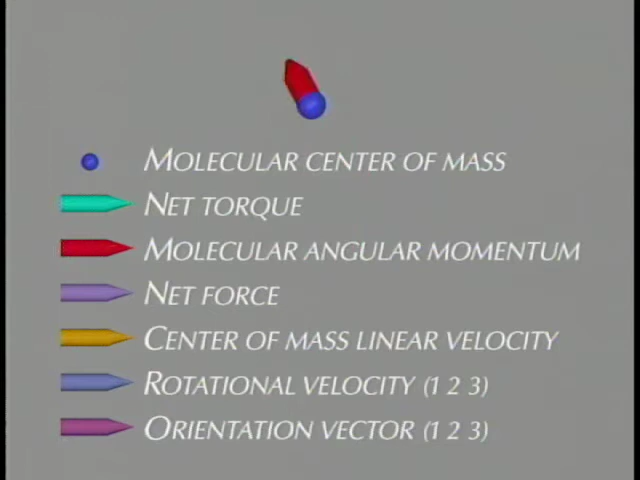 MOLECULAR CENTER OF MASS
NET TORQUE
MOLECULAR ANGULAR MOMENTUM
NET FORCE
CENTER OF MASS LINEAR VELOCITY
ROTATIONAL VELOCITY (1 2 3)
ORIENTATION VECTOR (1 2 3)